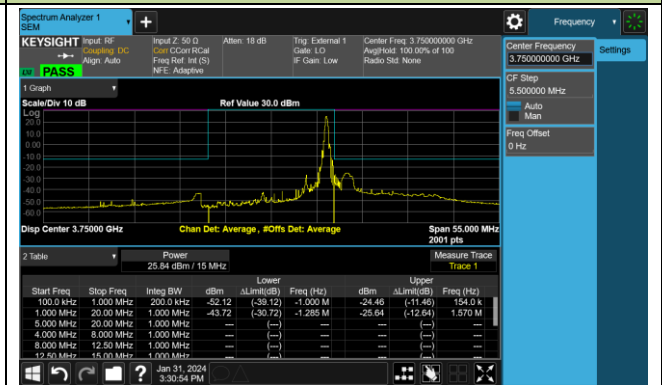 Spectrum Analyzer 1
SEM
+
Frequency
KEYSIGHT Input: RF Input Z: 50 Ω Atten: 18 dB Trig: External 1 Center Freq: 3.750000000 GHz
Coupling: DC Corr CCorr RCal Gate: LO Avg|Hold: 100.00% of 100
Align: Auto Freq Ref: Int (S) IF Gain: Low Radio Std: None
NFE: Adaptive
PASS
Center Frequency
3.750000000 GHz
Settings
CF Step
5.500000 MHz
Auto
Man
Freq Offset
0 Hz
1 Graph
Scale/Div 10 dB Ref Value 30.0 dBm
Log
20.0
10.0
0.00
-10.0
-20.0
-30.0
-40.0
-50.0
-60.0
Disp Center 3.75000 GHz Chan Det: Average, #Offs Det: Average Span 55.000 MHz
2001 pts
2 Table Power Measure Trace
25.84 dBm / 15 MHz Trace 1
Lower Upper
Start Freq Stop Freq Integ BW dBm ΔLimit(dB) Freq (Hz) dBm ΔLimit(dB) Freq (Hz)
100.0 kHz 1.000 MHz 200.0 kHz -52.12 (-39.12) -1.000 M -24.46 (-11.46) 154.0 k
1.000 MHz 20.00 MHz 1.000 MHz -43.72 (-30.72) -1.285 M -25.64 (-12.64) 1.570 M
5.000 MHz 20.00 MHz 1.000 MHz --- (---) --- --- (---) ---
4.000 MHz 8.000 MHz 1.000 MHz --- (---) --- --- (---) ---
8.000 MHz 12.50 MHz 1.000 MHz --- (---) --- --- (---) ---
12.50 MHz 15.00 MHz 1.000 MHz --- (---) --- --- (---) ---
? Jan 31, 2024
3:30:54 PM